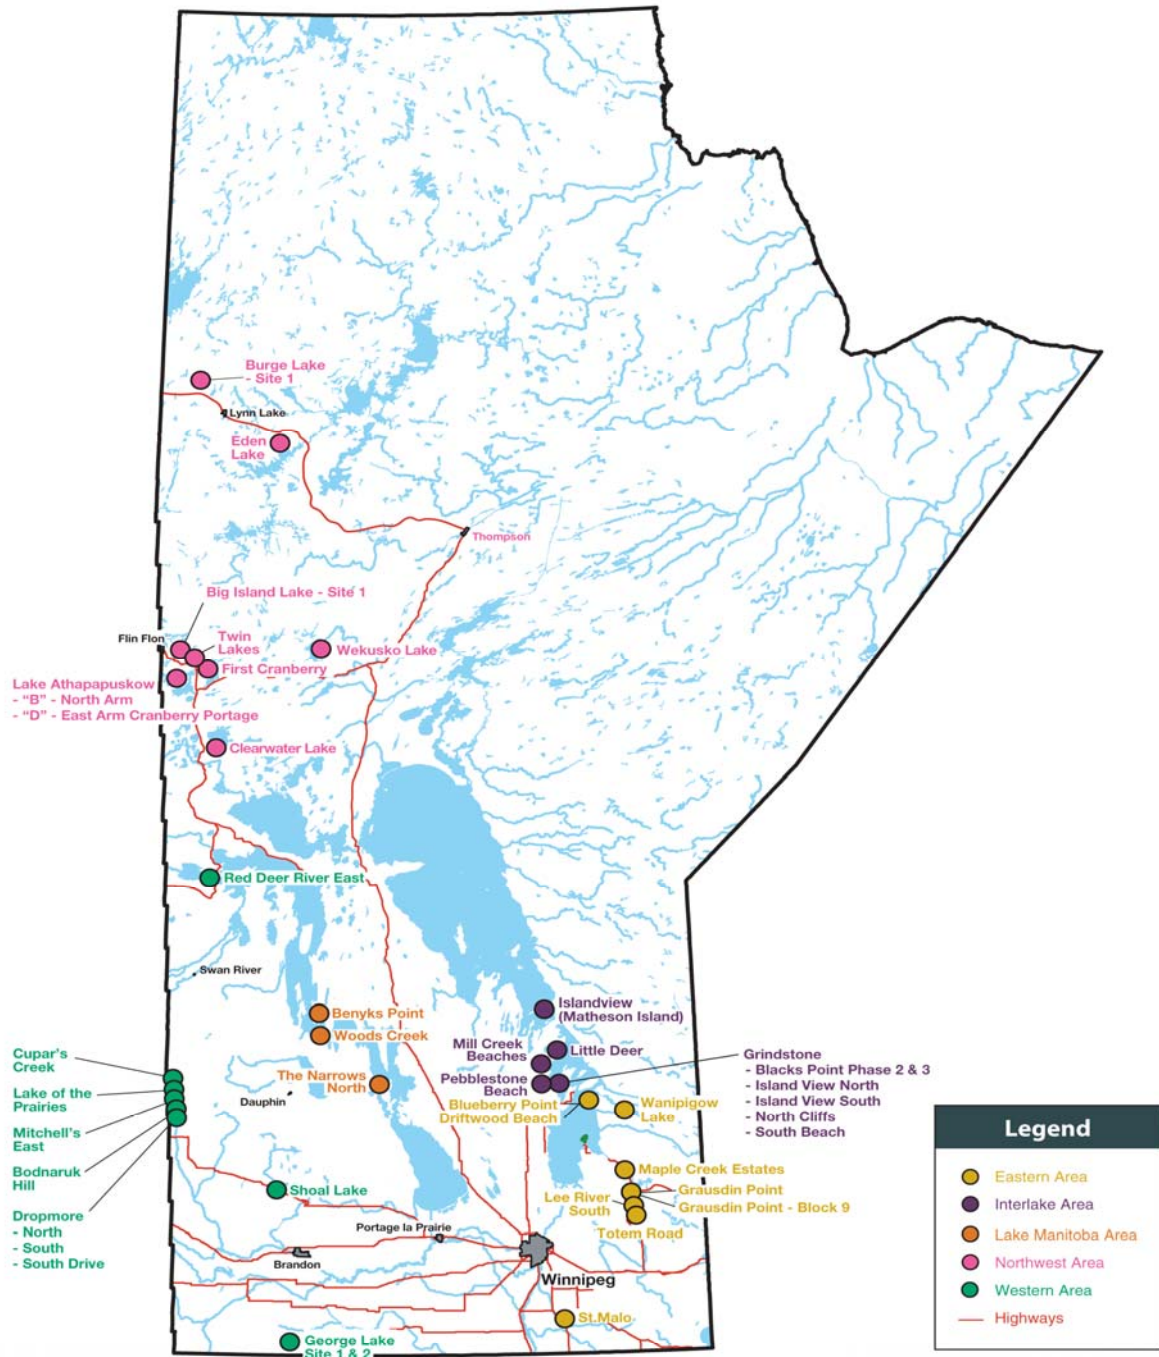 Burge Lake
- Site 1
Lynn Lake
Eden
Lake
Thompson
Big Island Lake - Site 1
Flin Flon
Twin
Lakes
Wekusko Lake
First Cranberry
Lake Athapapuskow
- “B” - North Arm
- “D” - East Arm Cranberry Portage
Clearwater Lake
Red Deer River East
Swan River
Benyks Point
Woods Creek
The Narrows
North
Dauphin
Islandview
(Matheson Island)
Little Deer
Mill Creek
Beaches
Pebblestone
Beach
Grindstone
- Blacks Point Phase 2 & 3
- Island View North
- Island View South
- North Cliffs
- South Beach
Blueberry Point
Driftwood Beach
Wanipigow
Lake
Cupar's
Creek
Lake of the
Prairies
Mitchell's
East
Bodnaruk
Hill
Dropmore
- North
- South
- South Drive
Shoal Lake
Maple Creek Estates
Grausdin Point
Grausdin Point - Block 9
Lee River
South
Totem Road
Portage la Prairie
Brandon
Winnipeg
St.Malo
George Lake
Site 1 & 2
Legend
Eastern Area
Interlake Area
Lake Manitoba Area
Northwest Area
Western Area
Highways